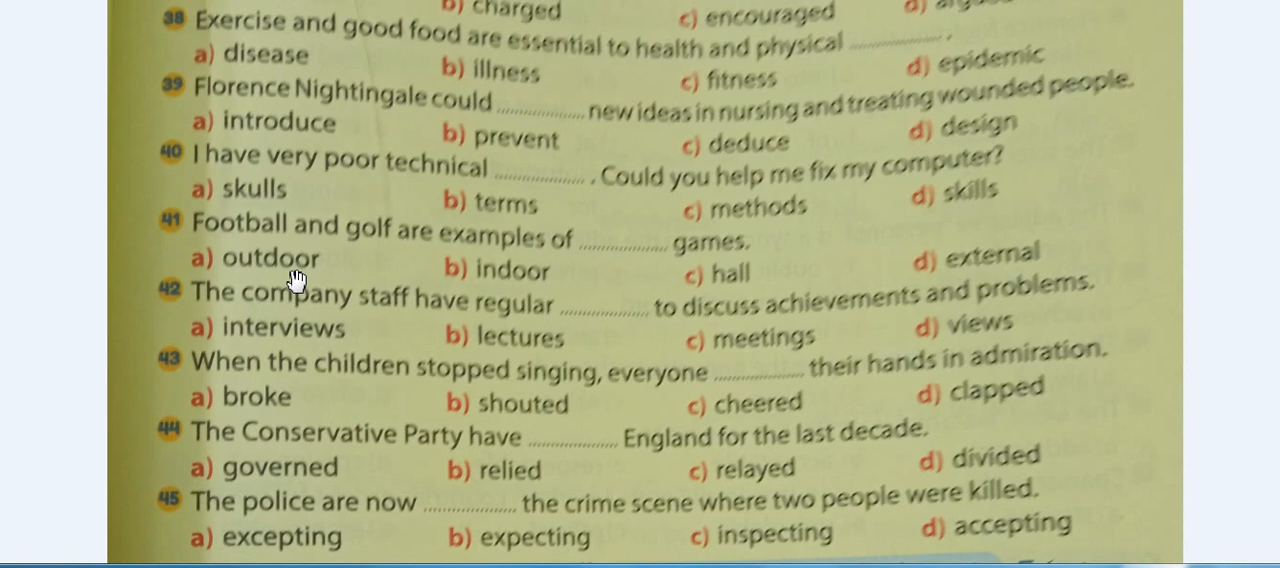 b) charged c) encouraged
38 Exercise and good food are essential to health and physical .................. .
a) disease b) illness c) fitness d) epidemic
39 Florence Nightingale could .................. new ideas in nursing and treating wounded people.
a) introduce b) prevent c) deduce d) design
40 I have very poor technical .................. . Could you help me fix my computer?
a) skulls b) terms c) methods d) skills
41 Football and golf are examples of .................. games.
a) outdoor b) indoor c) hall d) external
42 The company staff have regular .................. to discuss achievements and problems.
a) interviews b) lectures c) meetings d) views
43 When the children stopped singing, everyone .................. their hands in admiration.
a) broke b) shouted c) cheered d) clapped
44 The Conservative Party have .................. England for the last decade.
a) governed b) relied c) relayed d) divided
45 The police are now .................. the crime scene where two people were killed.
a) excepting b) expecting c) inspecting d) accepting